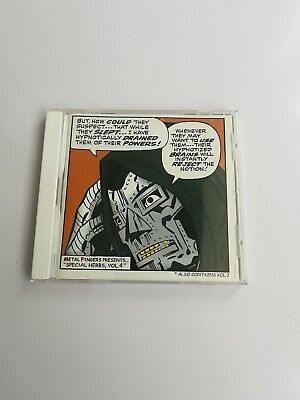 BUT, HOW COULD THEY
SUSPECT...THAT WHILE
THEY SLEPT...I HAVE
HYPNOTICALLY DRAINED
THEM OF THEIR POWERS!
WHENEVER
THEY MAY
WANT TO USE
THEM---THEIR
HYPNOTIZED
BRAINS WILL
INSTANTLY
REJECT THE
NOTION!
METAL FINGERS PRESENTS:
"SPECIAL HERBS, VOL.4"
* ALSO CONTAINS VOL.3